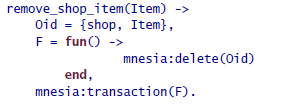 remove_shop_item(Item) ->
    Oid = {shop, Item},
    F = fun() ->
                mnesia:delete(Oid)
        end,
    mnesia:transaction(F).